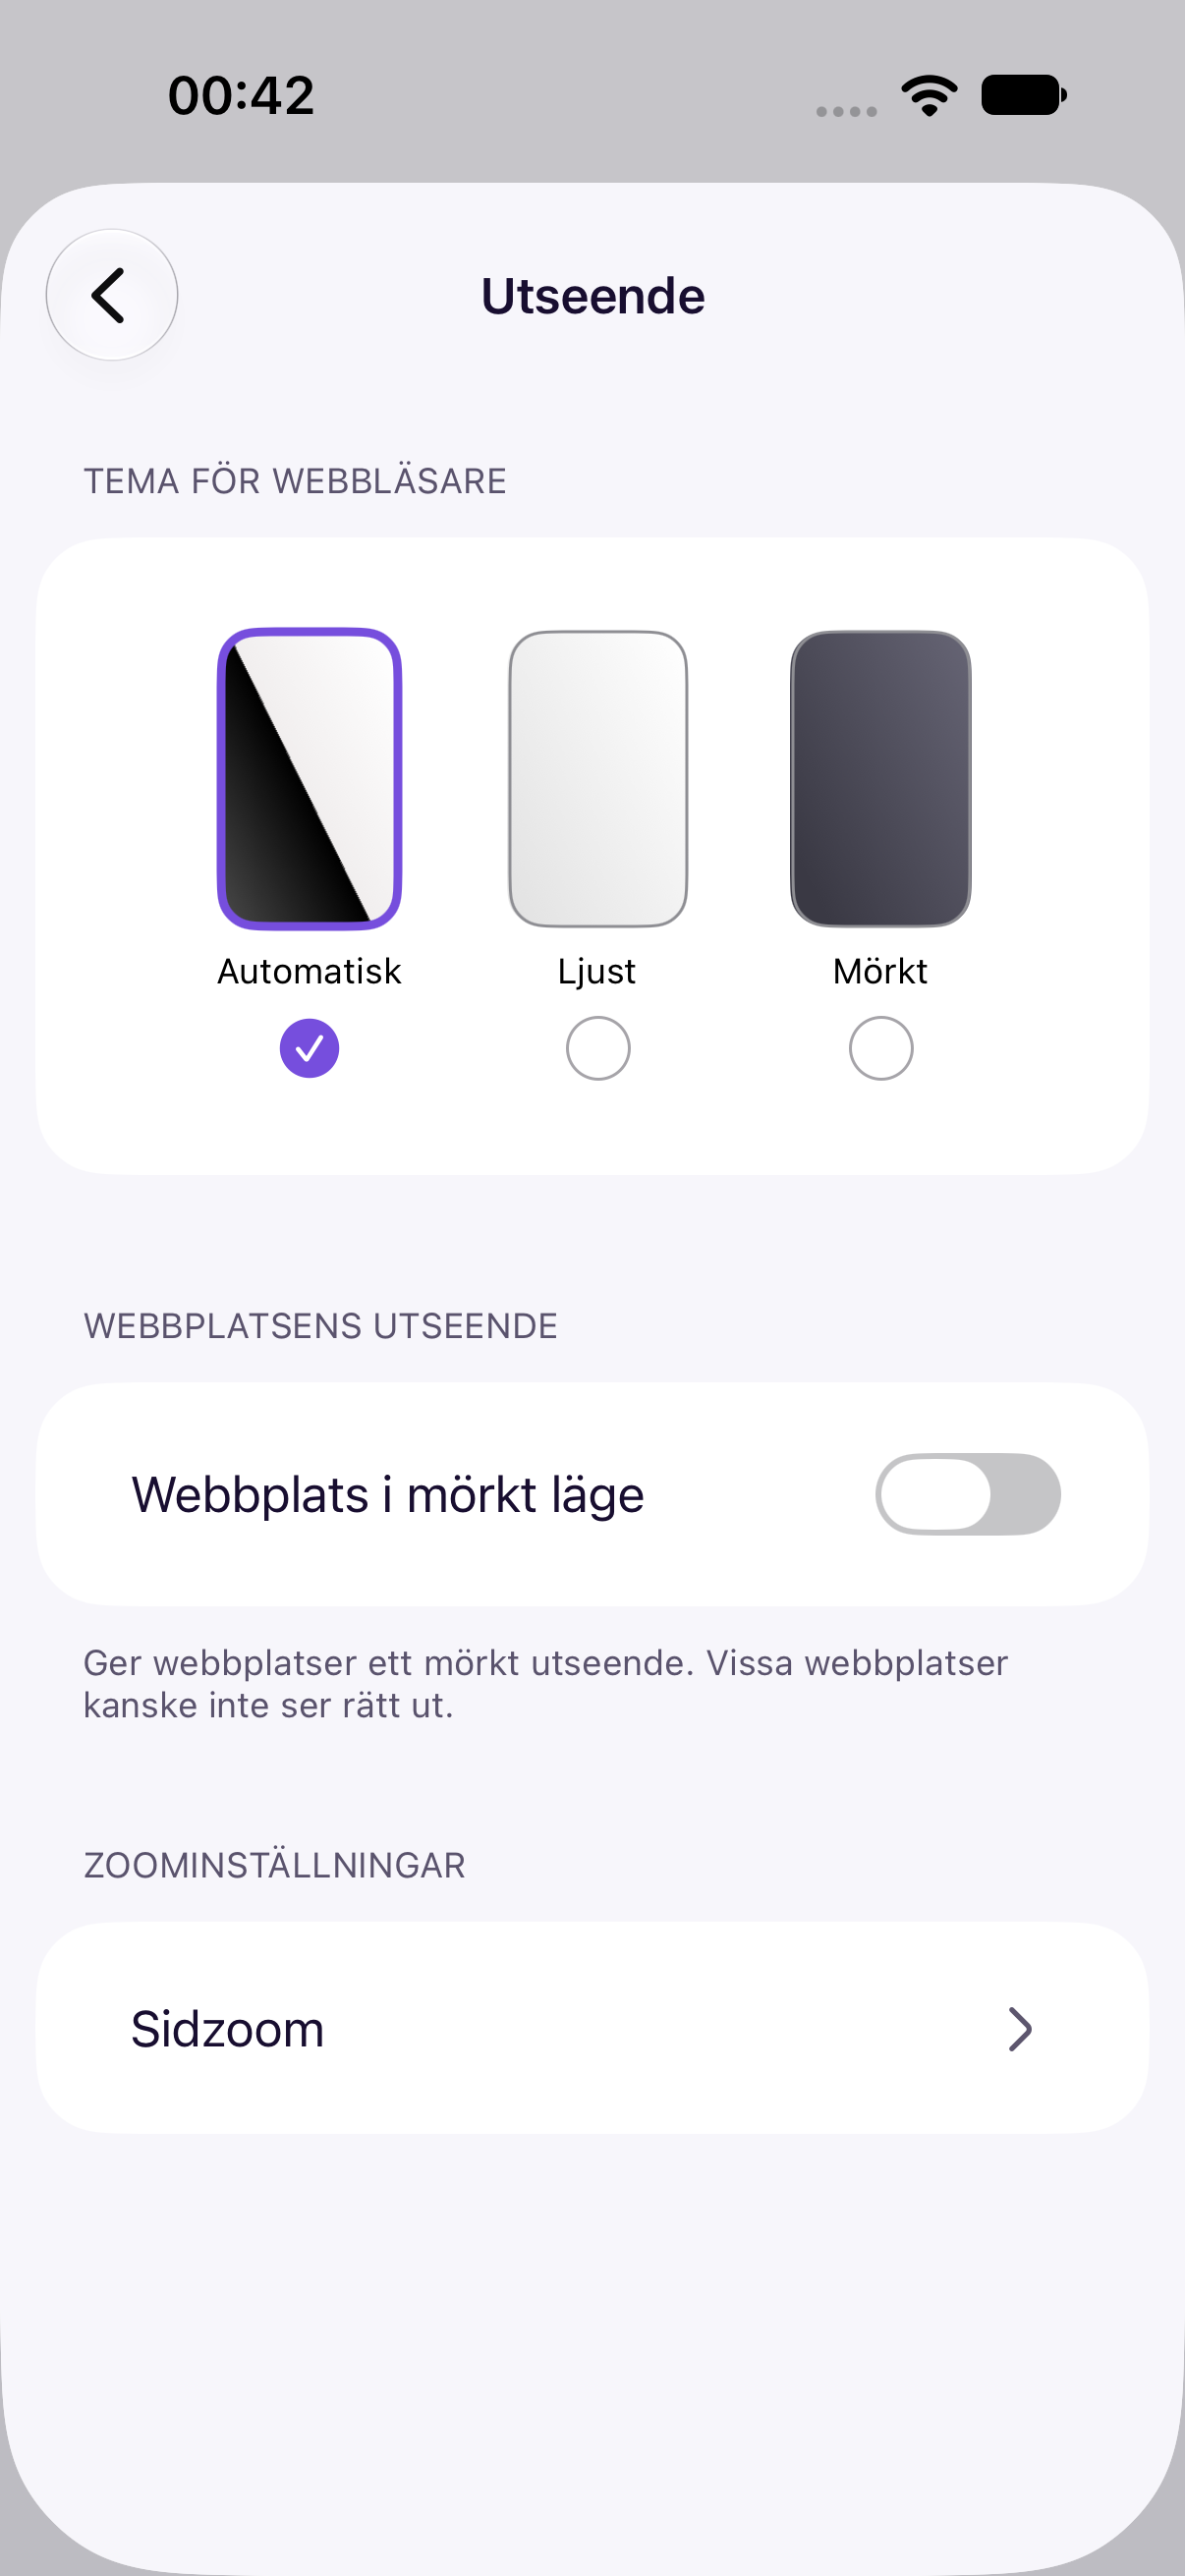 00:42
Utseende
TEMA FÖR WEBBLÄSARE
Automatisk
Ljust
Mörkt
WEBBPLATSENS UTSEENDE
Webbplats i mörkt läge
Ger webbplatser ett mörkt utseende. Vissa webbplatser
kanske inte ser rätt ut.
ZOOMINSTÄLLNINGAR
Sidzoom